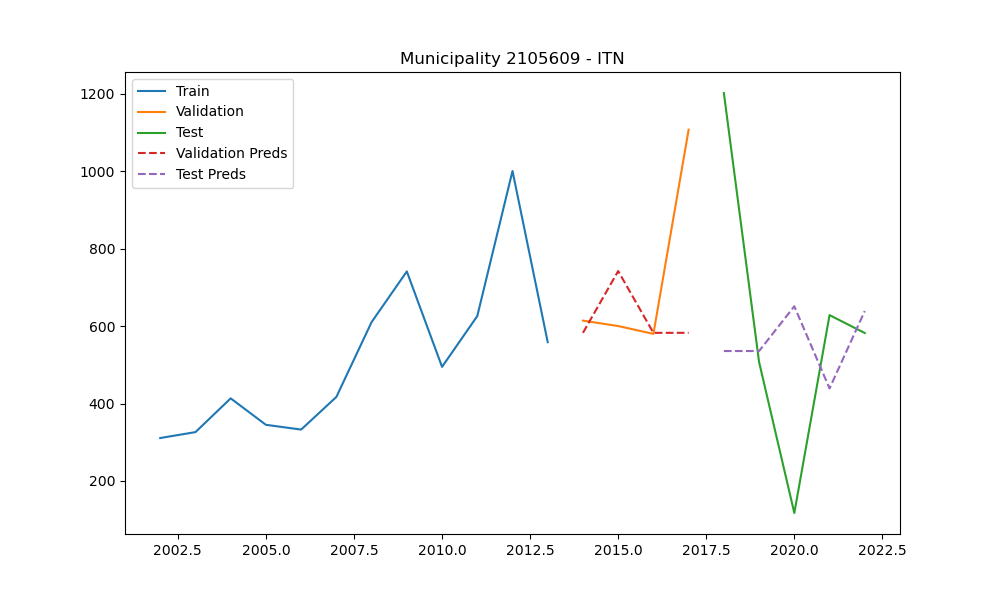 Municipality 2105609 - ITN
Train
Validation
Test
Validation Preds
Test Preds
1200
1000
800
600
400
200
2002.5 2005.0 2007.5 2010.0 2012.5 2015.0 2017.5 2020.0 2022.5